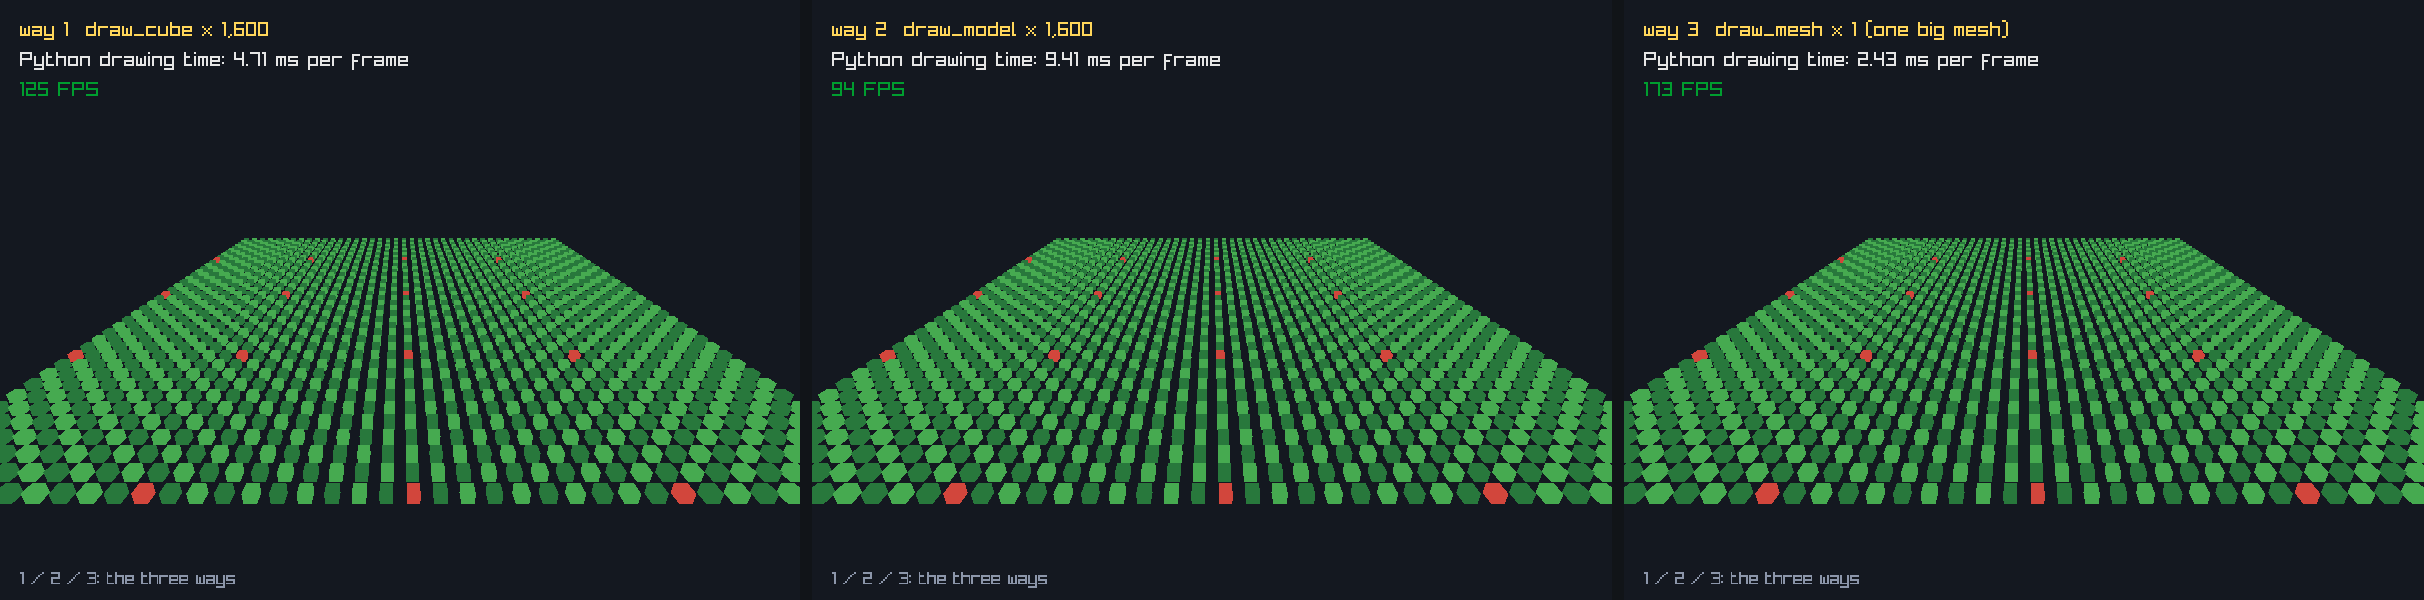 way 1  draw_cube x 1,600
Python drawing time: 4.71 ms per frame
125 FPS
1 / 2 / 3: the three ways
way 2  draw_model x 1,600
Python drawing time: 9.41 ms per frame
94 FPS
1 / 2 / 3: the three ways
way 3  draw_mesh x 1 (one big mesh)
Python drawing time: 2.43 ms per frame
173 FPS
1 / 2 / 3: the three ways